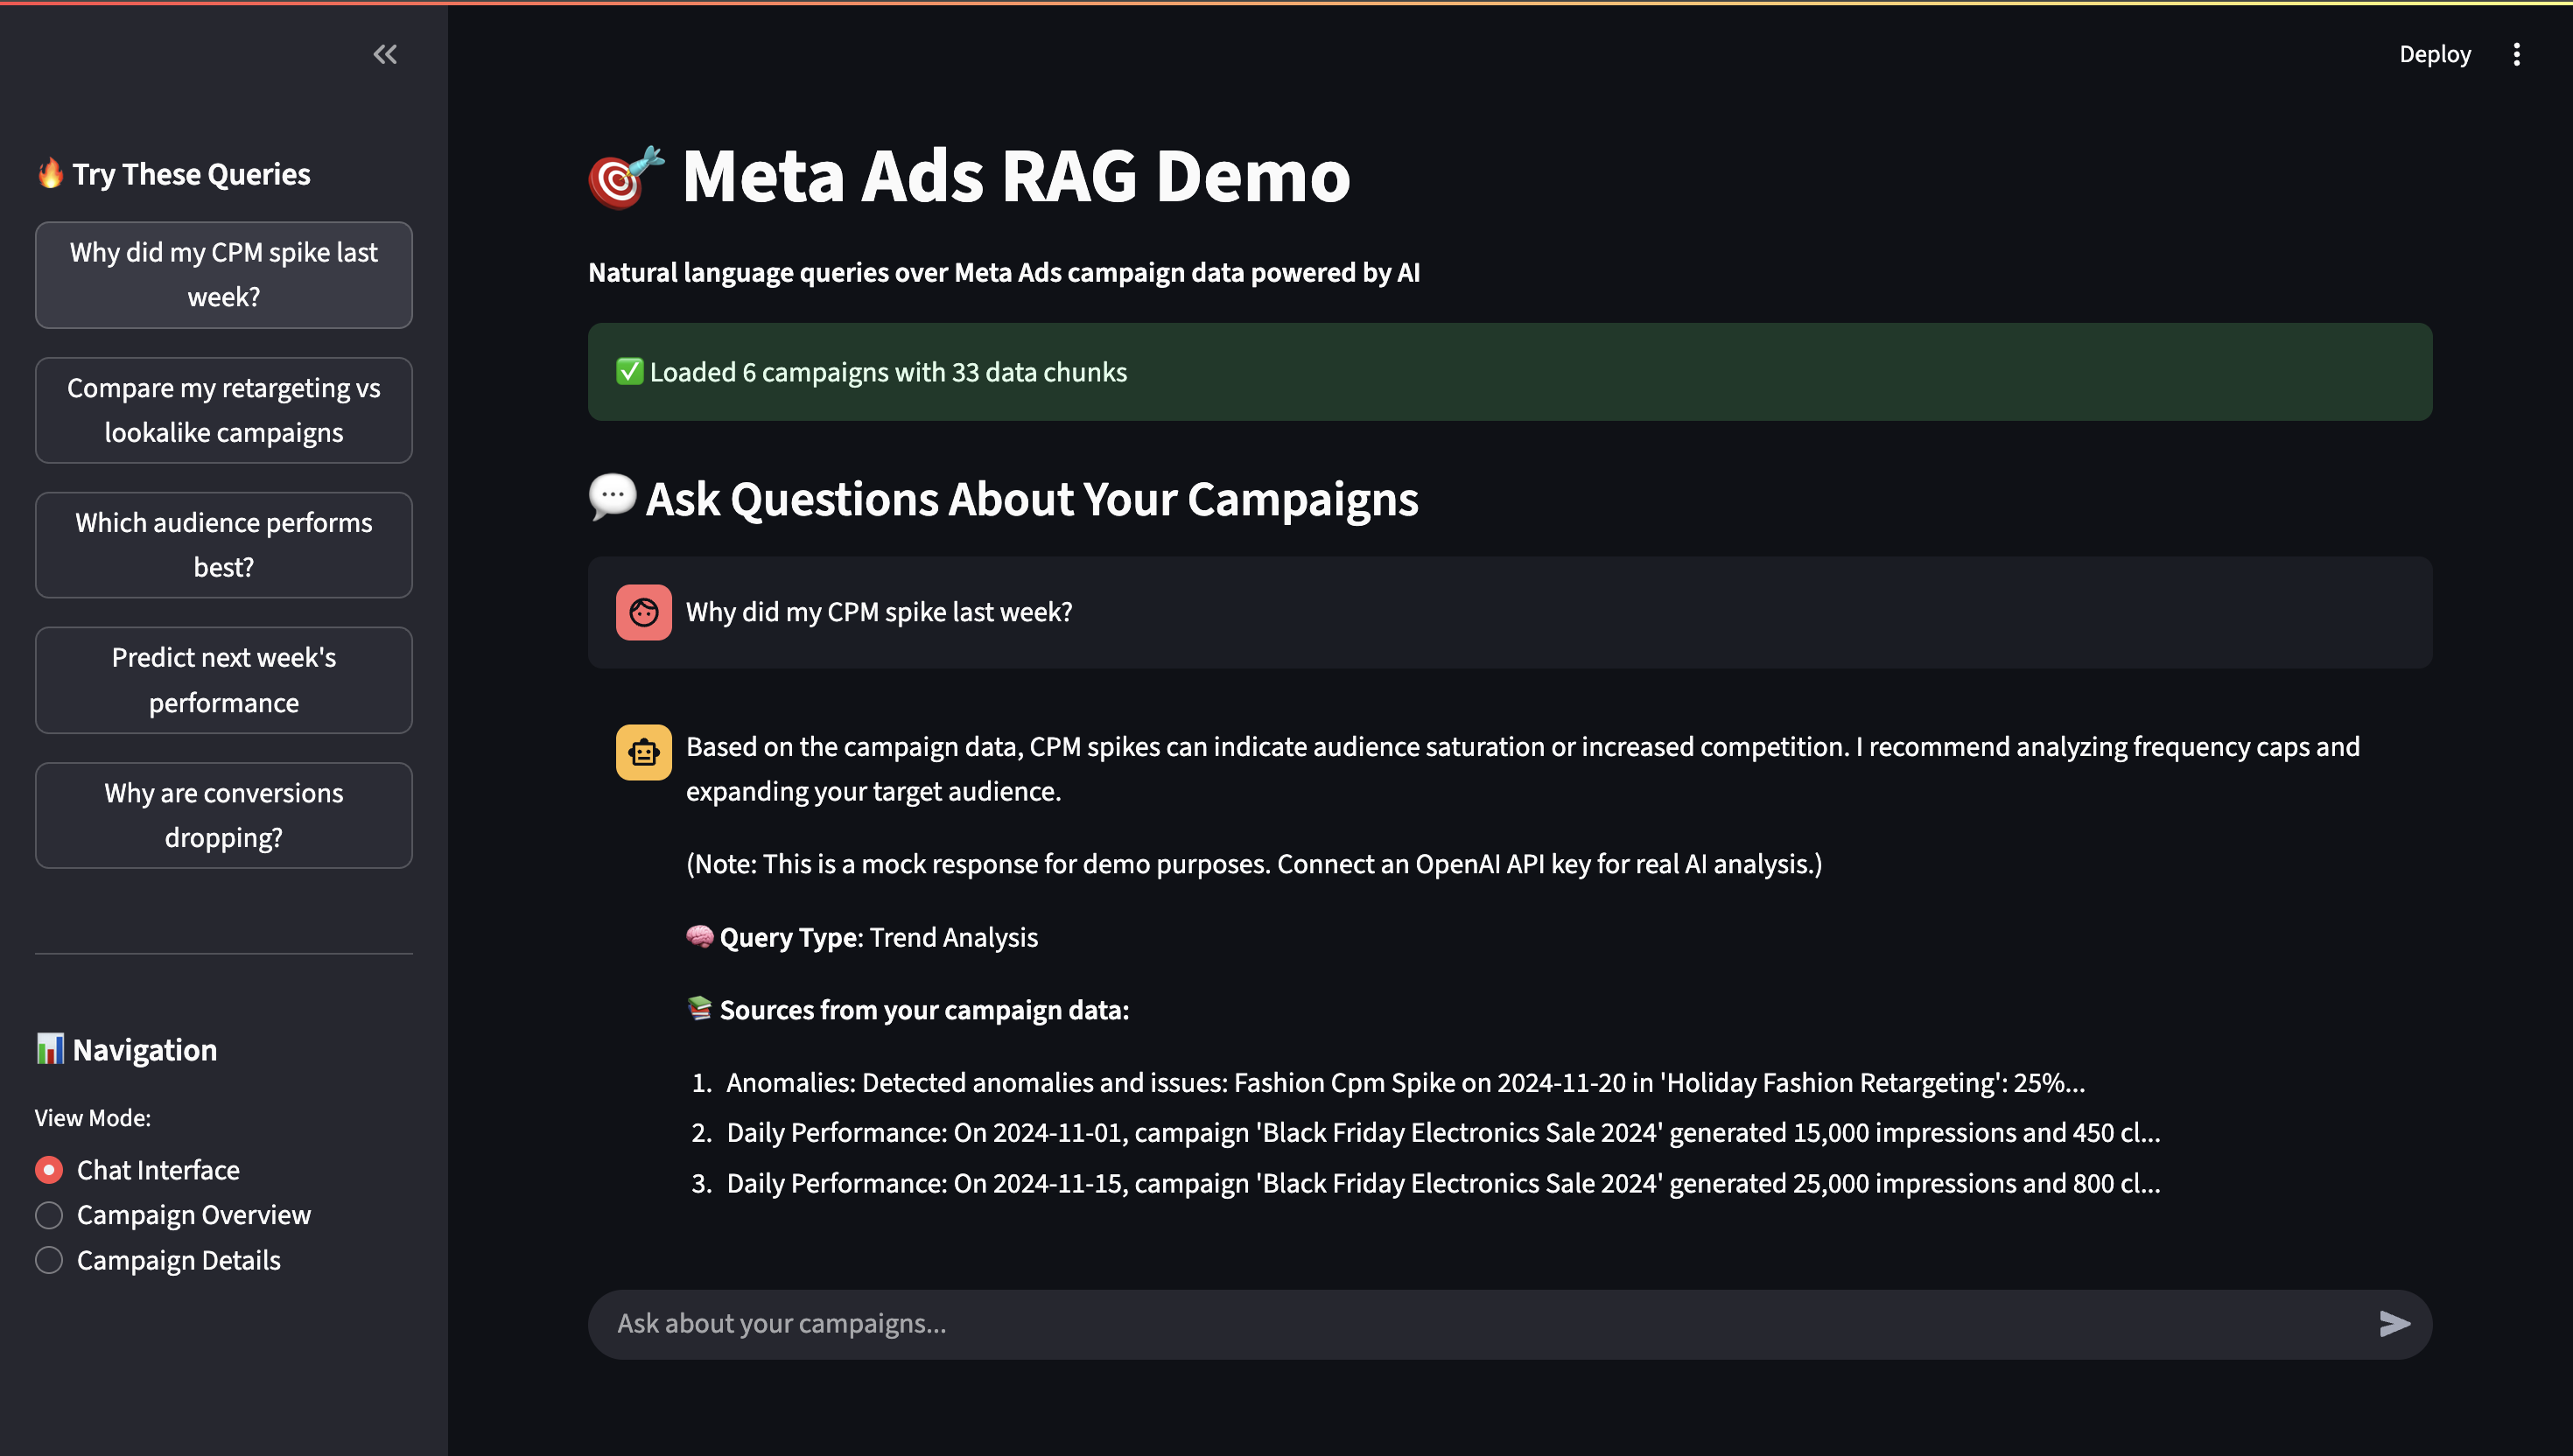 Deploy
🔥 Try These Queries
Why did my CPM spike last
week?
Compare my retargeting vs
lookalike campaigns
Which audience performs
best?
Predict next week's
performance
Why are conversions
dropping?
📊 Navigation
View Mode:
Chat Interface
Campaign Overview
Campaign Details
🎯 Meta Ads RAG Demo
Natural language queries over Meta Ads campaign data powered by AI
✅ Loaded 6 campaigns with 33 data chunks
💬 Ask Questions About Your Campaigns
Why did my CPM spike last week?
Based on the campaign data, CPM spikes can indicate audience saturation or increased competition. I recommend analyzing frequency caps and
expanding your target audience.
(Note: This is a mock response for demo purposes. Connect an OpenAI API key for real AI analysis.)
🧠 Query Type: Trend Analysis
📚 Sources from your campaign data:
1. Anomalies: Detected anomalies and issues: Fashion Cpm Spike on 2024-11-20 in 'Holiday Fashion Retargeting': 25%...
2. Daily Performance: On 2024-11-01, campaign 'Black Friday Electronics Sale 2024' generated 15,000 impressions and 450 cl...
3. Daily Performance: On 2024-11-15, campaign 'Black Friday Electronics Sale 2024' generated 25,000 impressions and 800 cl...
Ask about your campaigns...